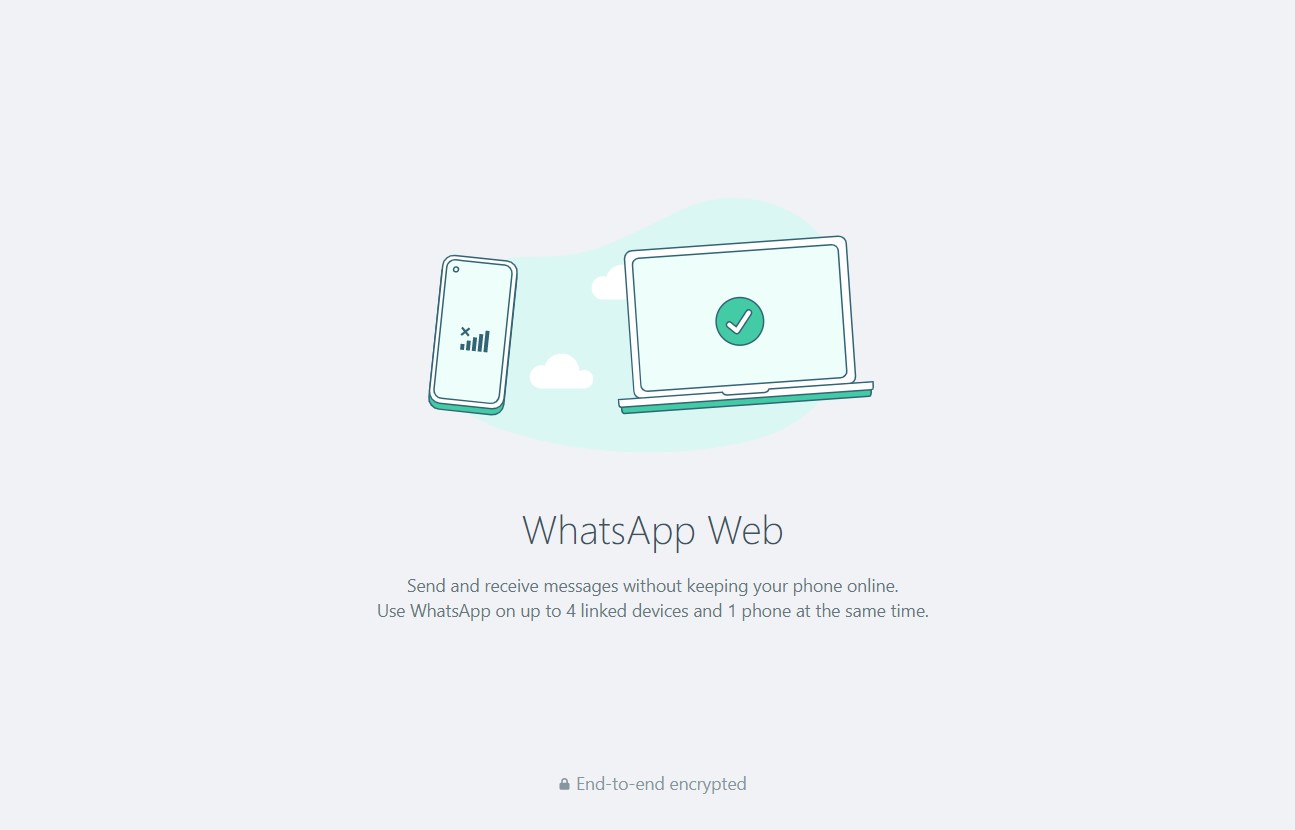 WhatsApp Web
Send and receive messages without keeping your phone online.
Use WhatsApp on up to 4 linked devices and 1 phone at the same time.
End-to-end encrypted